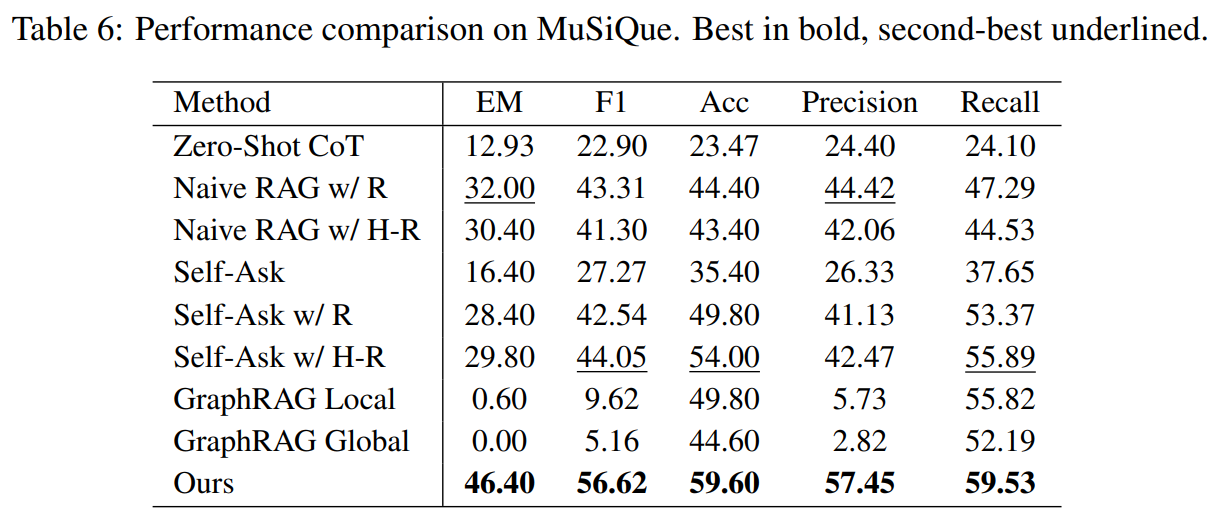 Table 6: Performance comparison on MuSiQue. Best in bold, second-best underlined.
Method EM F1 Acc Precision Recall
Zero-Shot CoT 12.93 22.90 23.47 24.40 24.10
Naive RAG w/ R 32.00 43.31 44.40 44.42 47.29
Naive RAG w/ H-R 30.40 41.30 43.40 42.06 44.53
Self-Ask 16.40 27.27 35.40 26.33 37.65
Self-Ask w/ R 28.40 42.54 49.80 41.13 53.37
Self-Ask w/ H-R 29.80 44.05 54.00 42.47 55.89
GraphRAG Local 0.60 9.62 49.80 5.73 55.82
GraphRAG Global 0.00 5.16 44.60 2.82 52.19
Ours 46.40 56.62 59.60 57.45 59.53